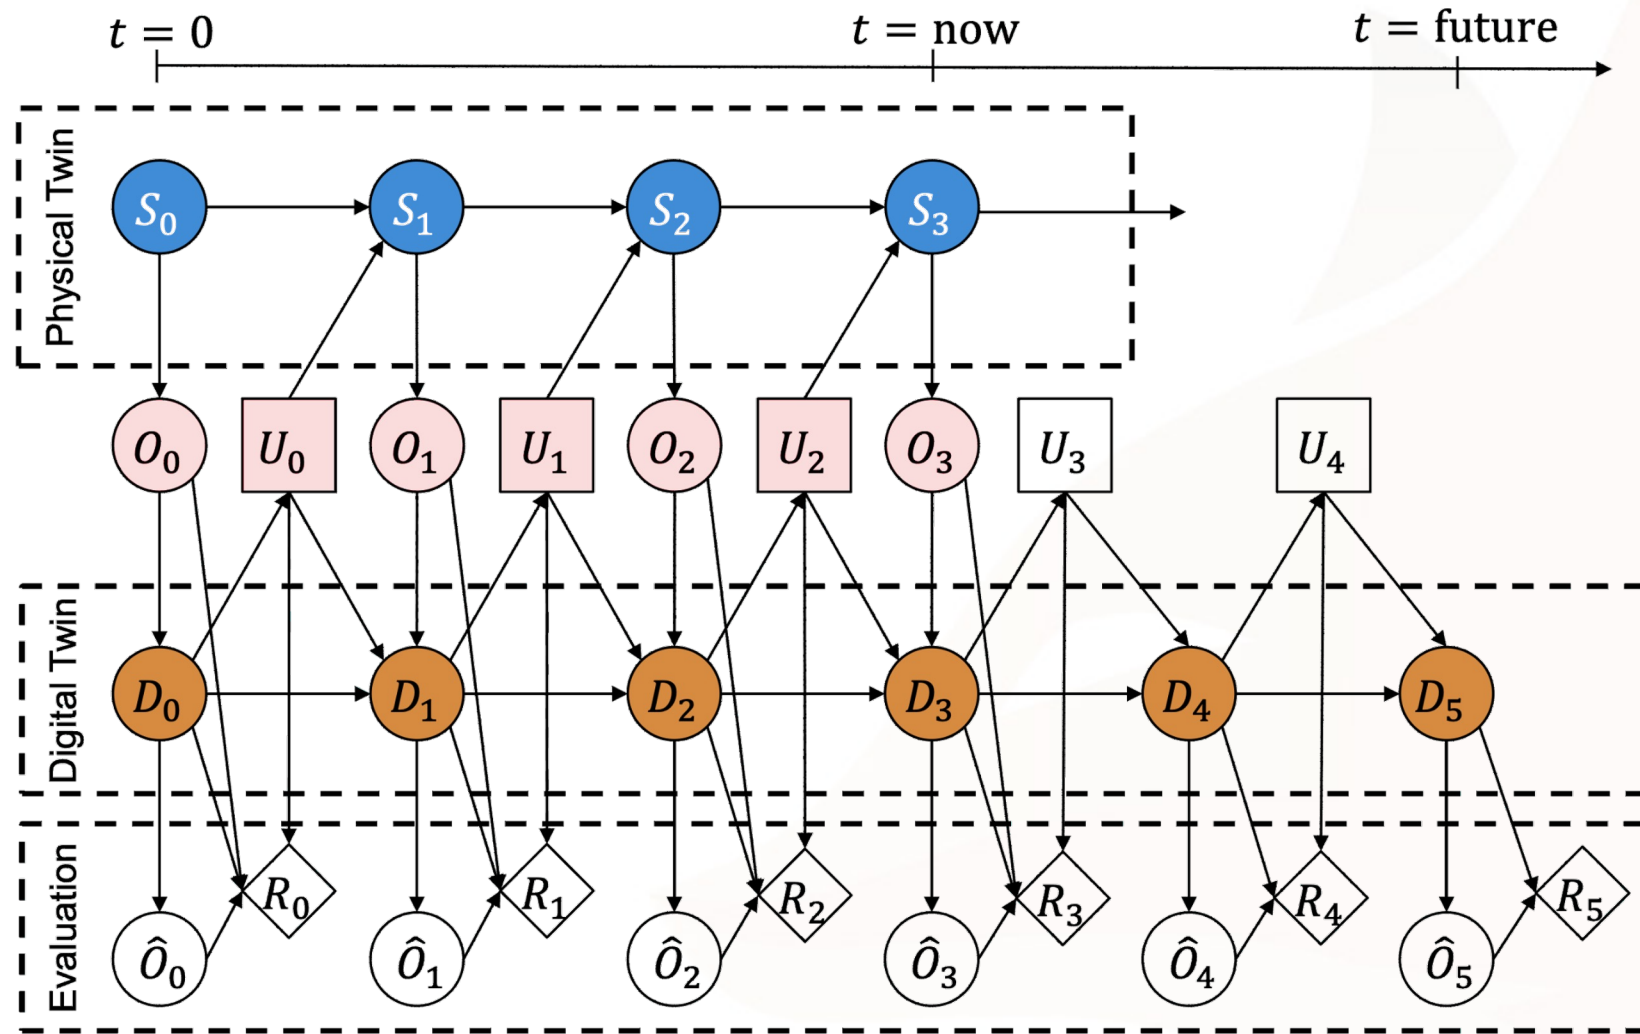 t = 0 t = now t = future
Physical Twin
S₀ S₁ S₂ S₃
O₀ U₀ O₁ U₁ O₂ U₂ O₃ U₃ U₄
Digital Twin
D₀ D₁ D₂ D₃ D₄ D₅
Evaluation
R₀ R₁ R₂ R₃ R₄ R₅
Ô₀ Ô₁ Ô₂ Ô₃ Ô₄ Ô₅